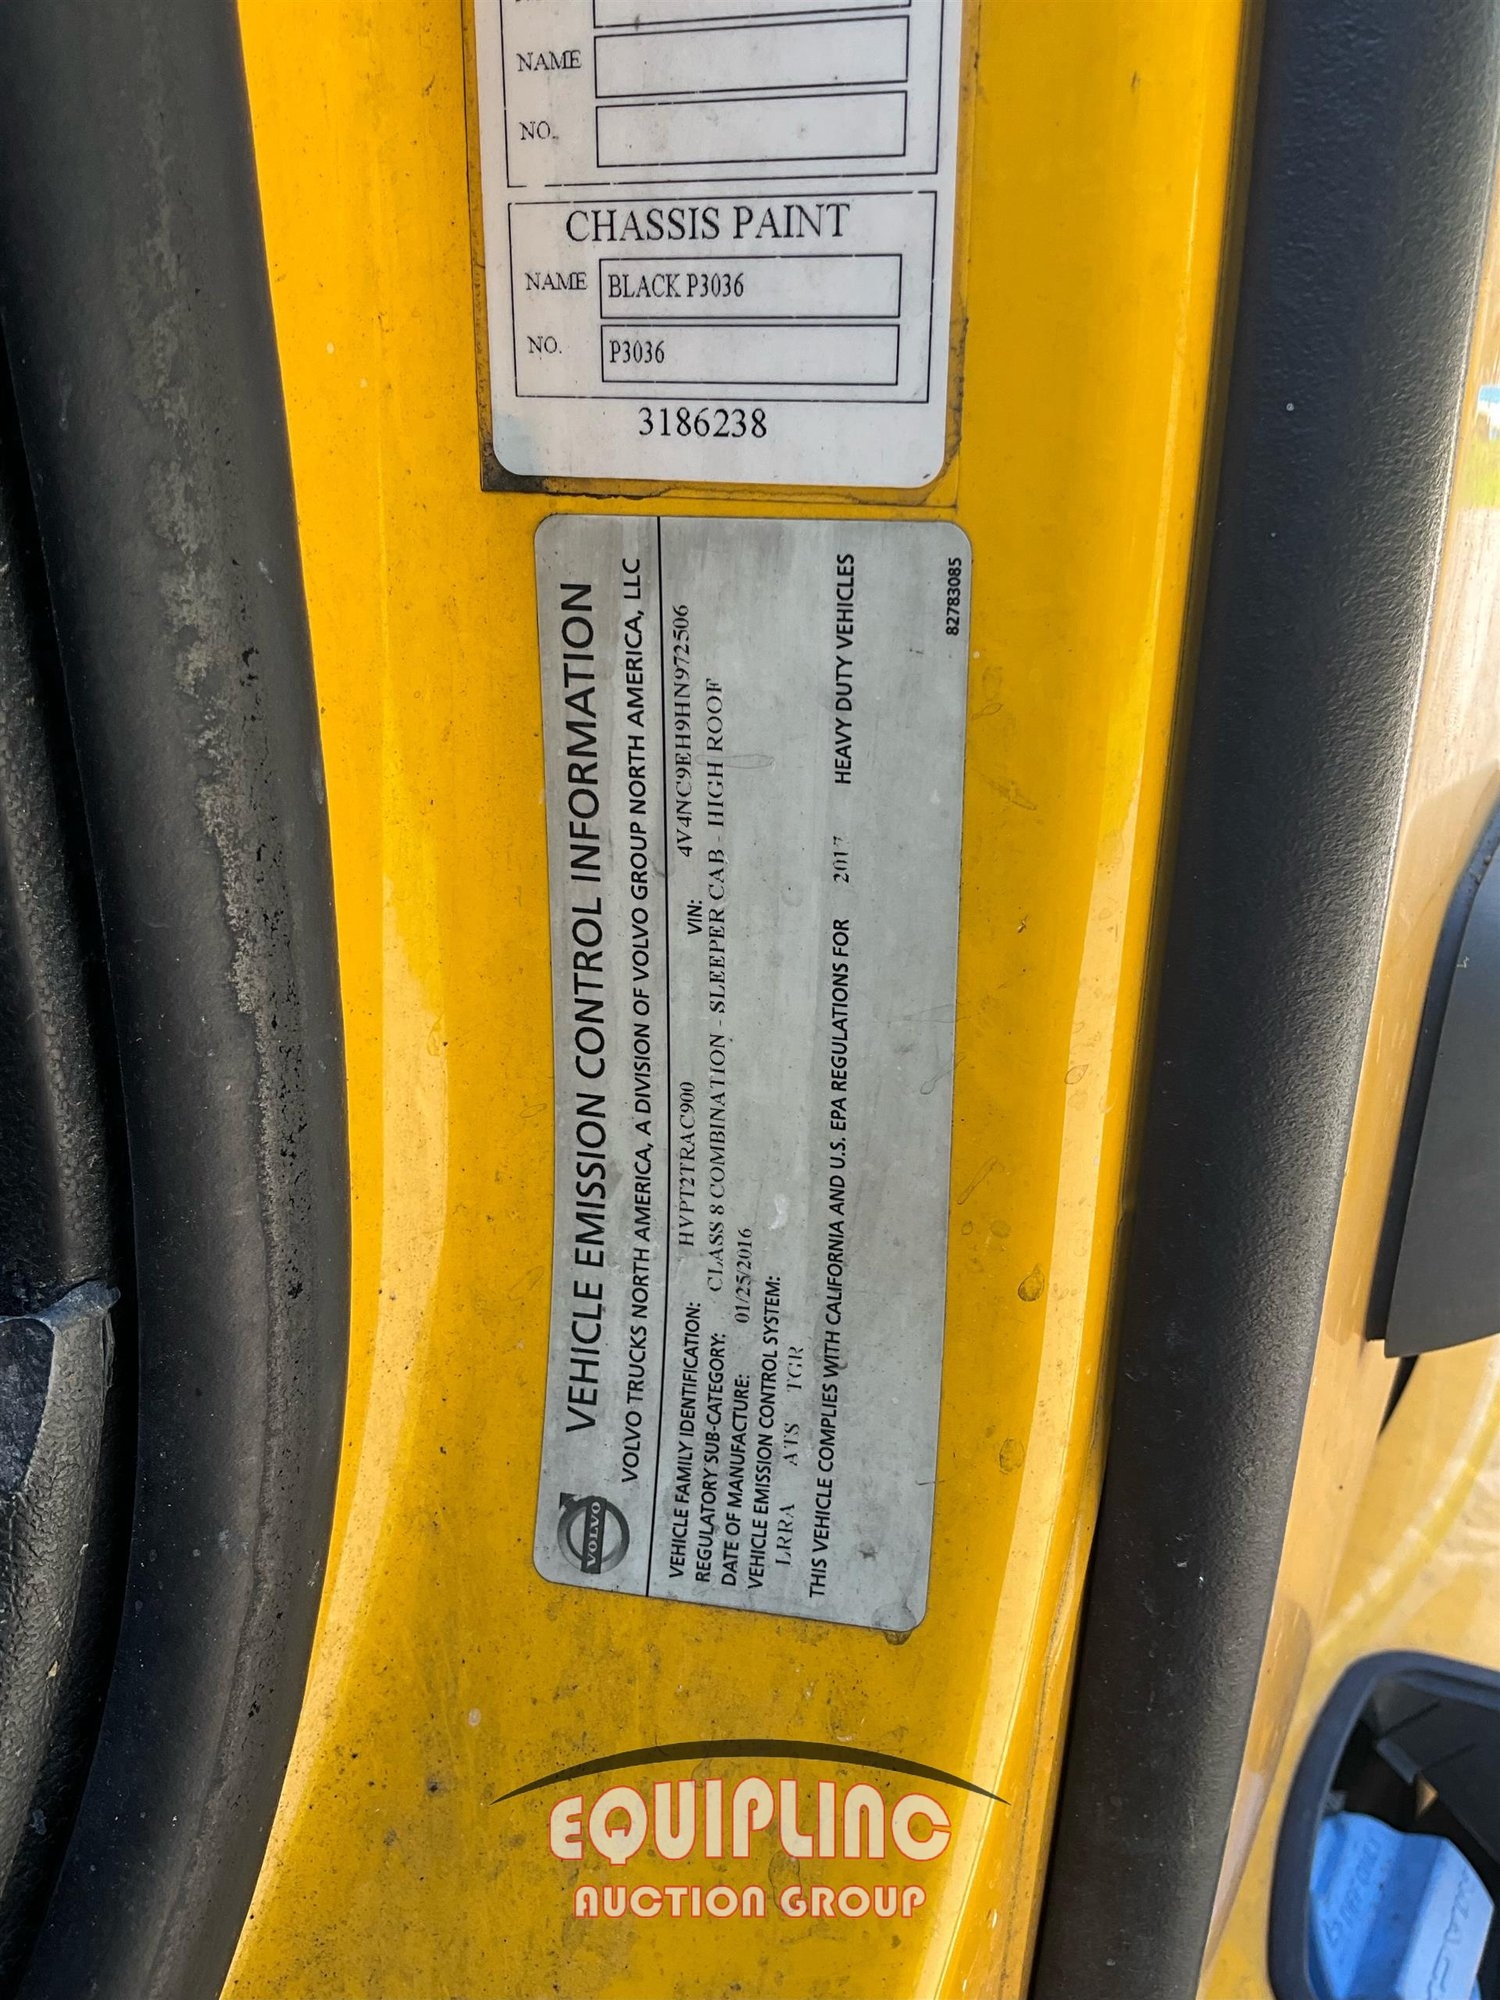 NAME
NO.
CHASSIS PAINT
NAME BLACK P3036
NO. P3036
3186238
VOLVO
VEHICLE EMISSION CONTROL INFORMATION
VOLVO TRUCKS NORTH AMERICA, A DIVISION OF VOLVO GROUP NORTH AMERICA, LLC
VEHICLE FAMILY IDENTIFICATION: HVPT2TRAC900 VIN: 4V4NC9EH9HN972506
REGULATORY SUB-CATEGORY: CLASS 8 COMBINATION - SLEEPER CAB - HIGH ROOF
DATE OF MANUFACTURE: 01/25/2016
VEHICLE EMISSION CONTROL SYSTEM:
LRRA ATS TGR
THIS VEHICLE COMPLIES WITH CALIFORNIA AND U.S. EPA REGULATIONS FOR 2017 HEAVY DUTY VEHICLES
82783085
EQUIPLINC
AUCTION GROUP